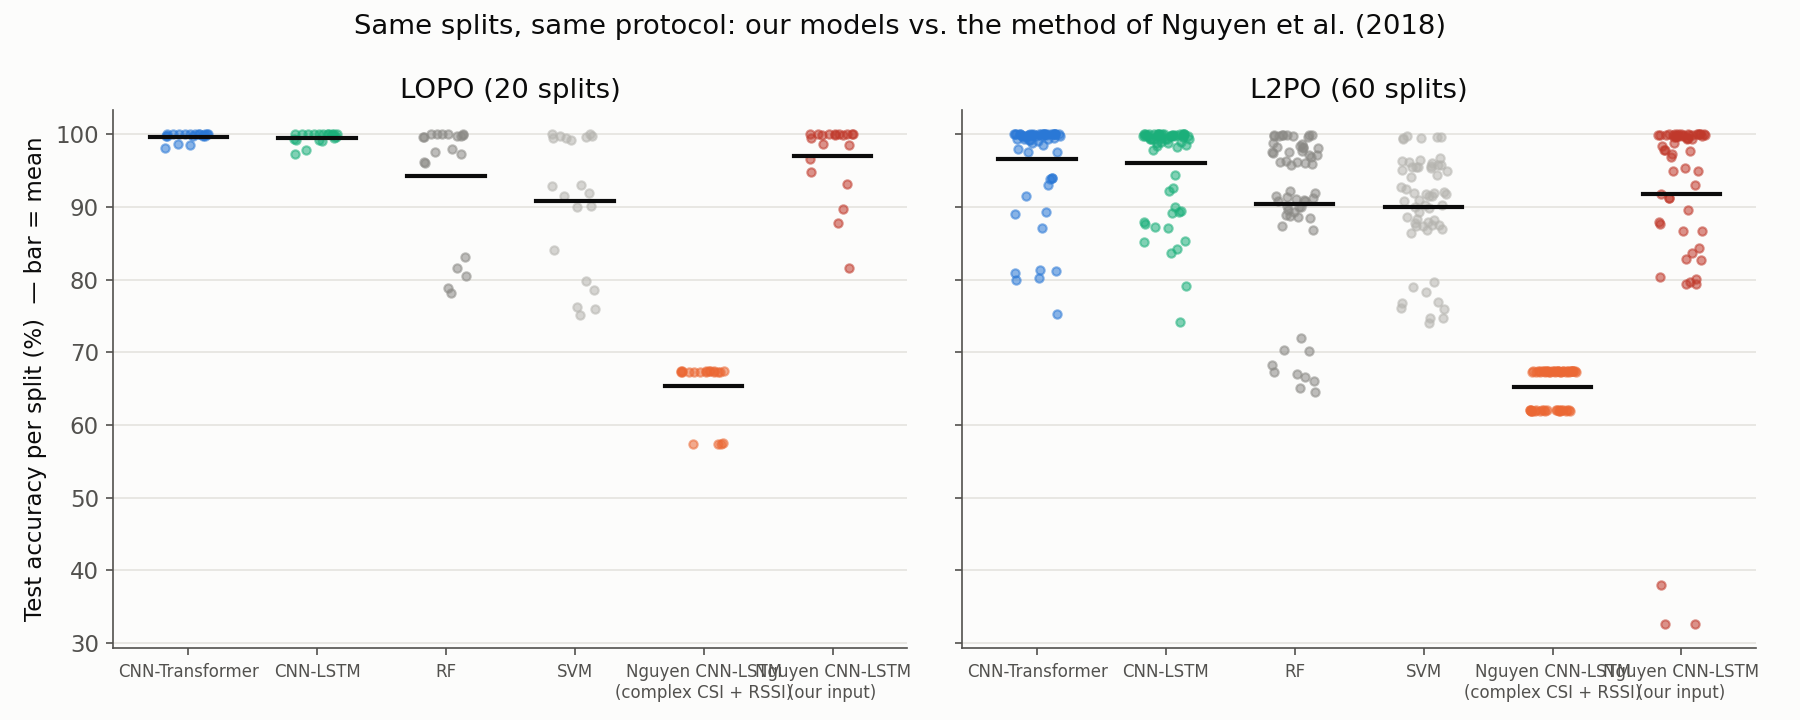 Same splits, same protocol: our models vs. the method of Nguyen et al. (2018)
LOPO (20 splits)
L2PO (60 splits)
Test accuracy per split (%) — bar = mean
100
90
80
70
60
50
40
30
CNN-Transformer
CNN-LSTM
RF
SVM
Nguyen CNN-LSTM
(complex CSI + RSSI)
Nguyen CNN-LSTM
(our input)
CNN-Transformer
CNN-LSTM
RF
SVM
Nguyen CNN-LSTM
(complex CSI + RSSI)
Nguyen CNN-LSTM
(our input)